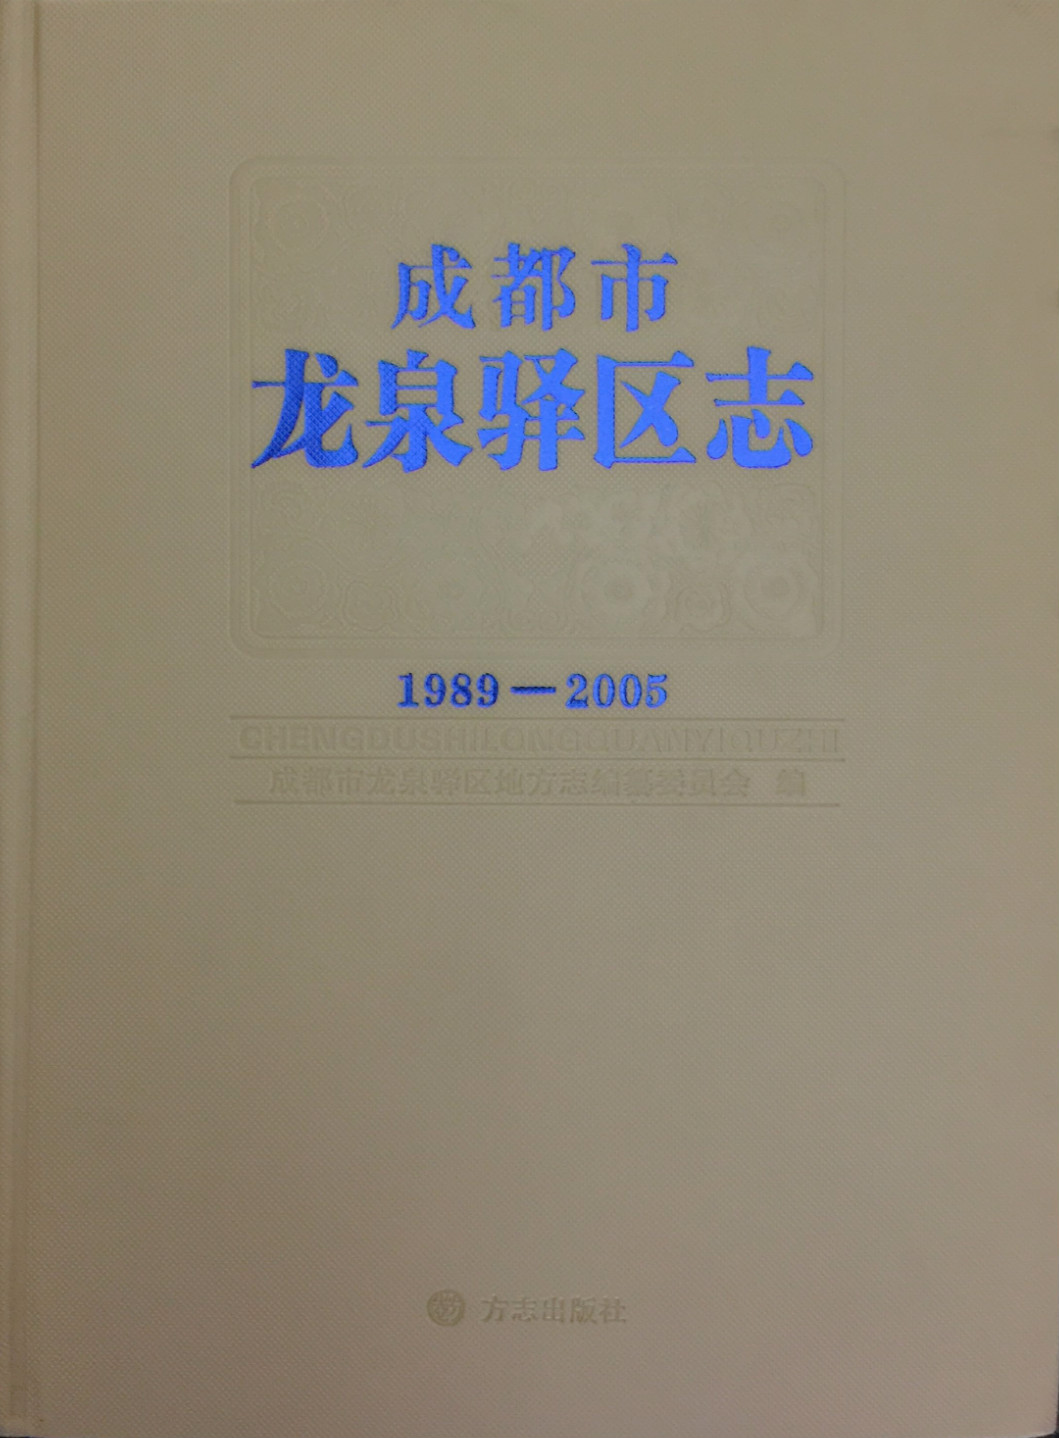 成都市
龙泉驿区志
1989—2005
CHENGDUSHILONGQUANYIQUZHI
成都市龙泉驿区地方志编纂委员会 编
方志出版社